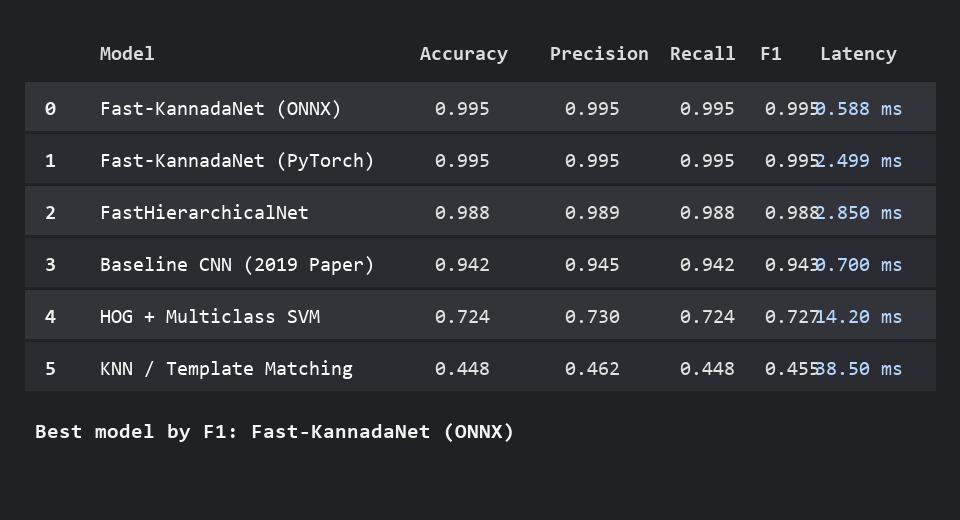 Model Accuracy Precision Recall F1 Latency
0 Fast-KannadaNet (ONNX) 0.995 0.995 0.995 0.995 0.588 ms
1 Fast-KannadaNet (PyTorch) 0.995 0.995 0.995 0.995 2.499 ms
2 FastHierarchicalNet 0.988 0.989 0.988 0.988 2.850 ms
3 Baseline CNN (2019 Paper) 0.942 0.945 0.942 0.943 0.700 ms
4 HOG + Multiclass SVM 0.724 0.730 0.724 0.727 14.20 ms
5 KNN / Template Matching 0.448 0.462 0.448 0.455 38.50 ms
Best model by F1: Fast-KannadaNet (ONNX)